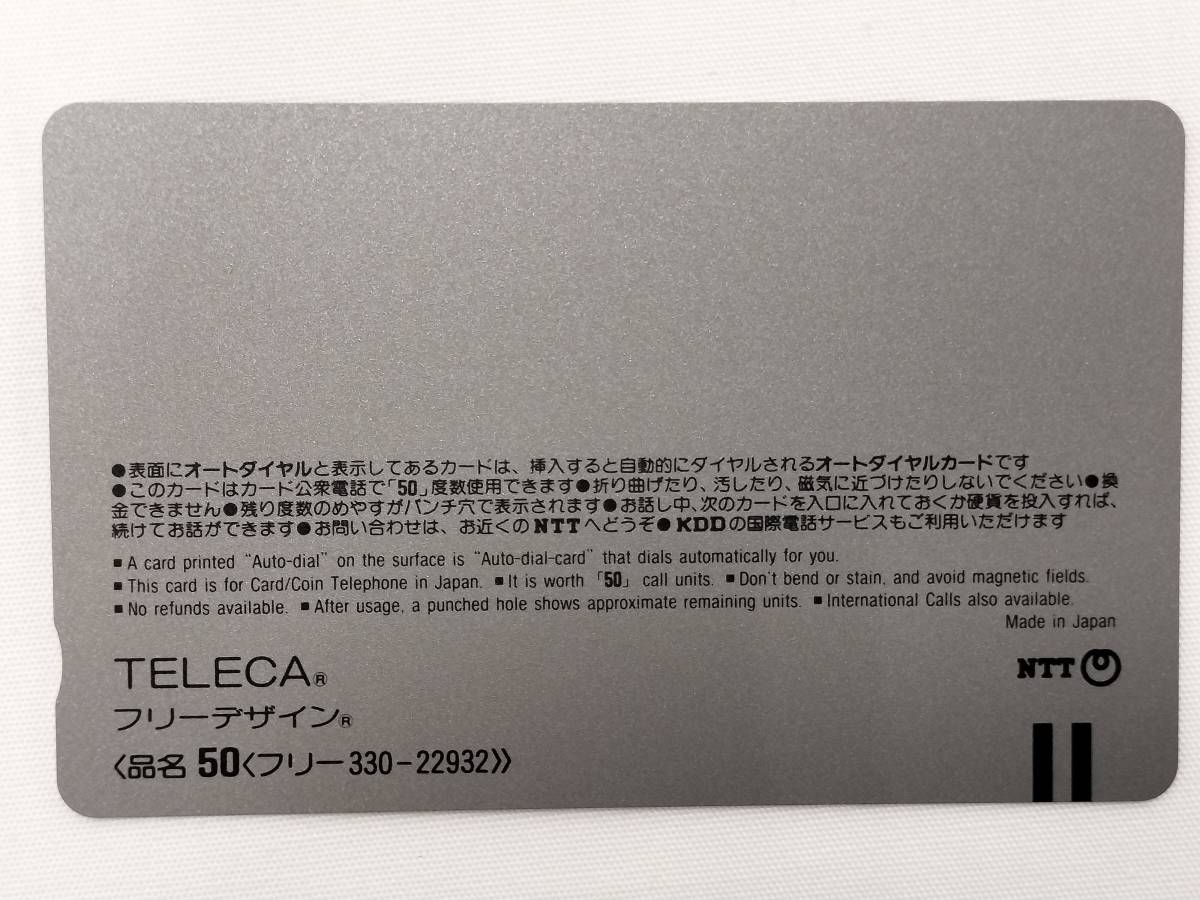 ●表面にオートダイヤルと表示してあるカードは、挿入すると自動的にダイヤルされるオートダイヤルカードです
●このカードはカード公衆電話で「50」度数使用できます●折り曲げたり、汚したり、磁気に近づけたりしないでください●換
金できません●残り度数のめやすがパンチ穴で表示されます●お話し中、次のカードを入口に入れておくか硬貨を投入すれば、
続けてお話ができます●お問い合わせは、お近くのNTTへどうぞ●KDDの国際電話サービスもご利用いただけます
■A card printed “Auto-dial” on the surface is “Auto-dial-card” that dials automatically for you.
■This card is for Card/Coin Telephone in Japan. ■It is worth 「50」 call units. ■Don't bend or stain, and avoid magnetic fields.
■No refunds available. ■After usage, a punched hole shows approximate remaining units. ■International Calls also available.
Made in Japan
TELECA®
NTT
フリーデザイン®
〈品名 50〈フリー330-22932〉〉